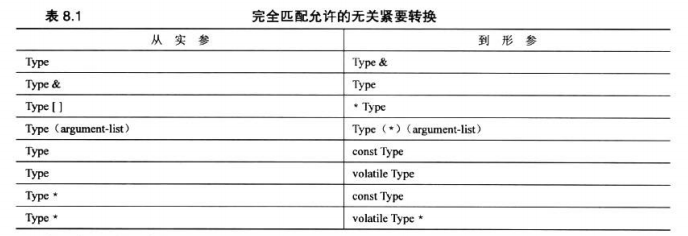 表 8.1 完全匹配允许的无关紧要转换
从 实 参 到 形 参
Type Type &
Type & Type
Type [ ] * Type
Type（argument-list） Type（*）（argument-list）
Type const Type
Type volatile Type
Type * const Type
Type * volatile Type *